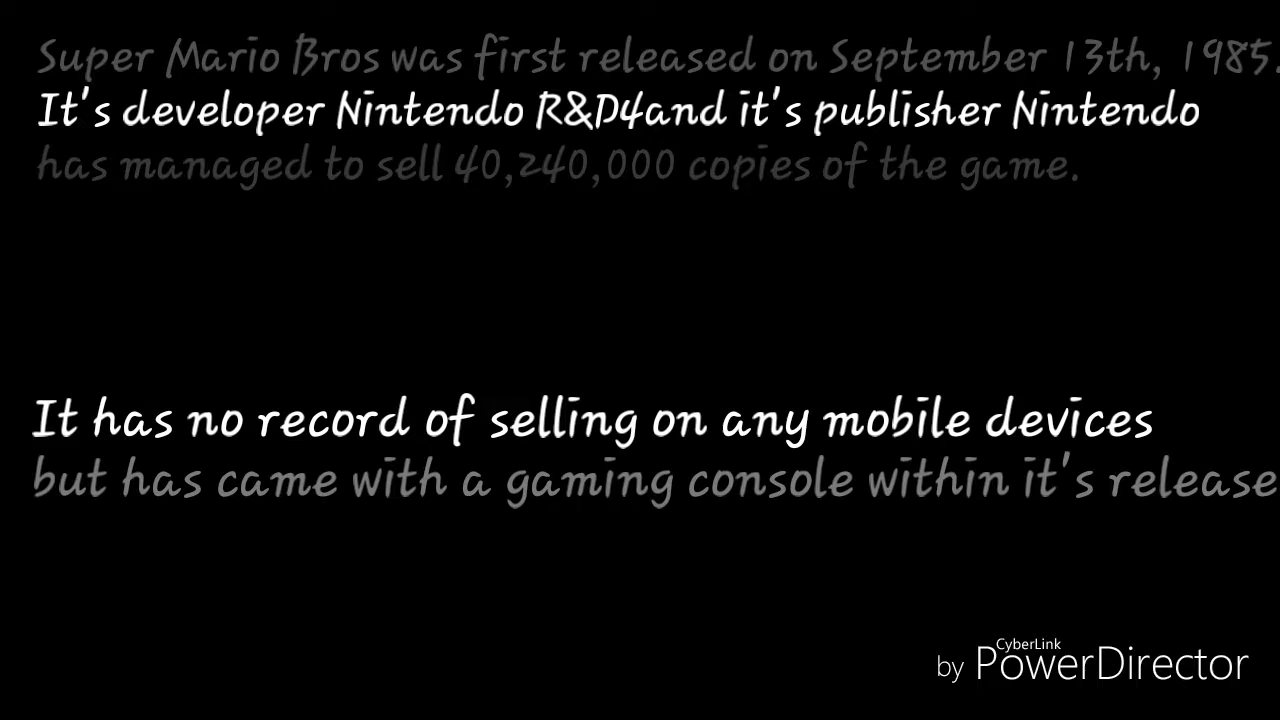 Super Mario Bros was first released on September 13th, 1985.
It's developer Nintendo R&D4and it's publisher Nintendo
has managed to sell 40,240,000 copies of the game.
It has no record of selling on any mobile devices
but has came with a gaming console within it's release
CyberLink
by PowerDirector